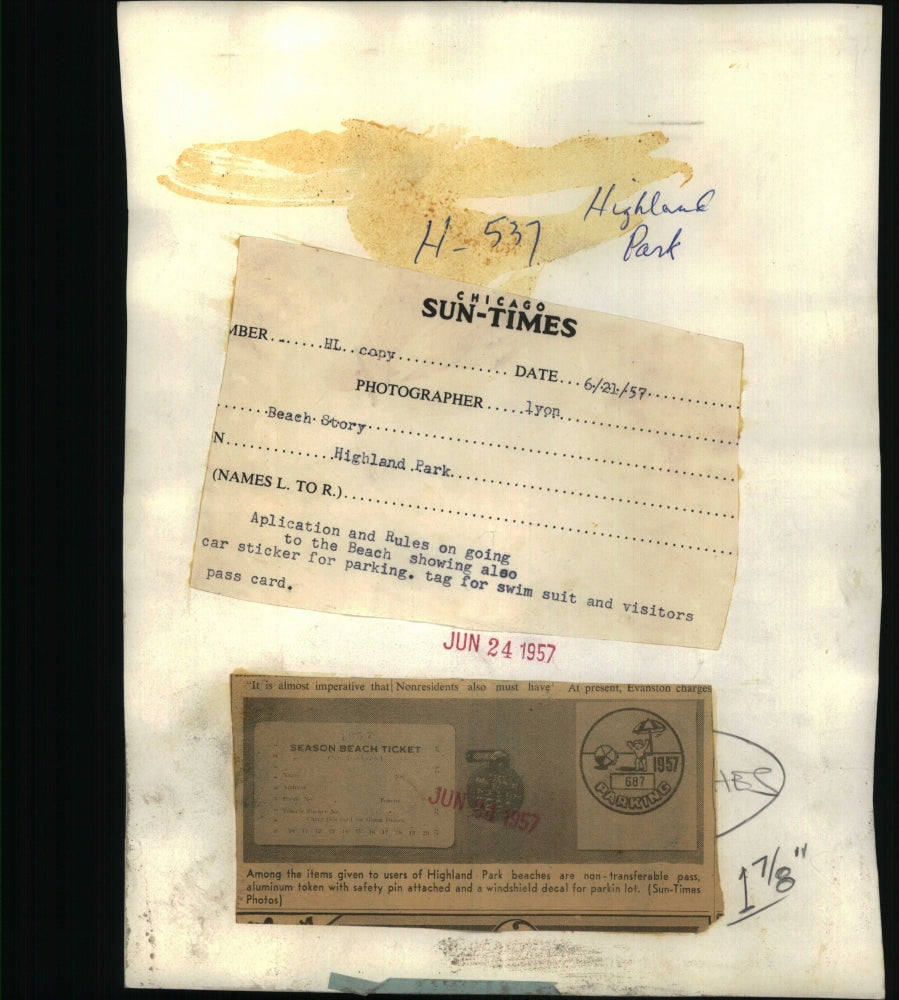 Highland
Park
H- 537
CHICAGO
SUN-TIMES
MBER.........HL..copy.................. DATE...6/21/57...............
PHOTOGRAPHER.....lyon..............................
.......Beach Story.......................................................
N...............Highland Park...............................................
(NAMES L. TO R.).........................................................
Aplication and Rules on going
to the Beach showing also
car sticker for parking. tag for swim suit and visitors
pass card.
JUN 24 1957
"It is almost imperative that Nonresidents also must have At present, Evanston charges
1957
SEASON BEACH TICKET
1957
687
PARKING
JUN 23 1957
Among the items given to users of Highland Park beaches are non-transferable pass,
aluminum token with safety pin attached and a windshield decal for parkin lot. (Sun-Times
Photos)
1 7/8"